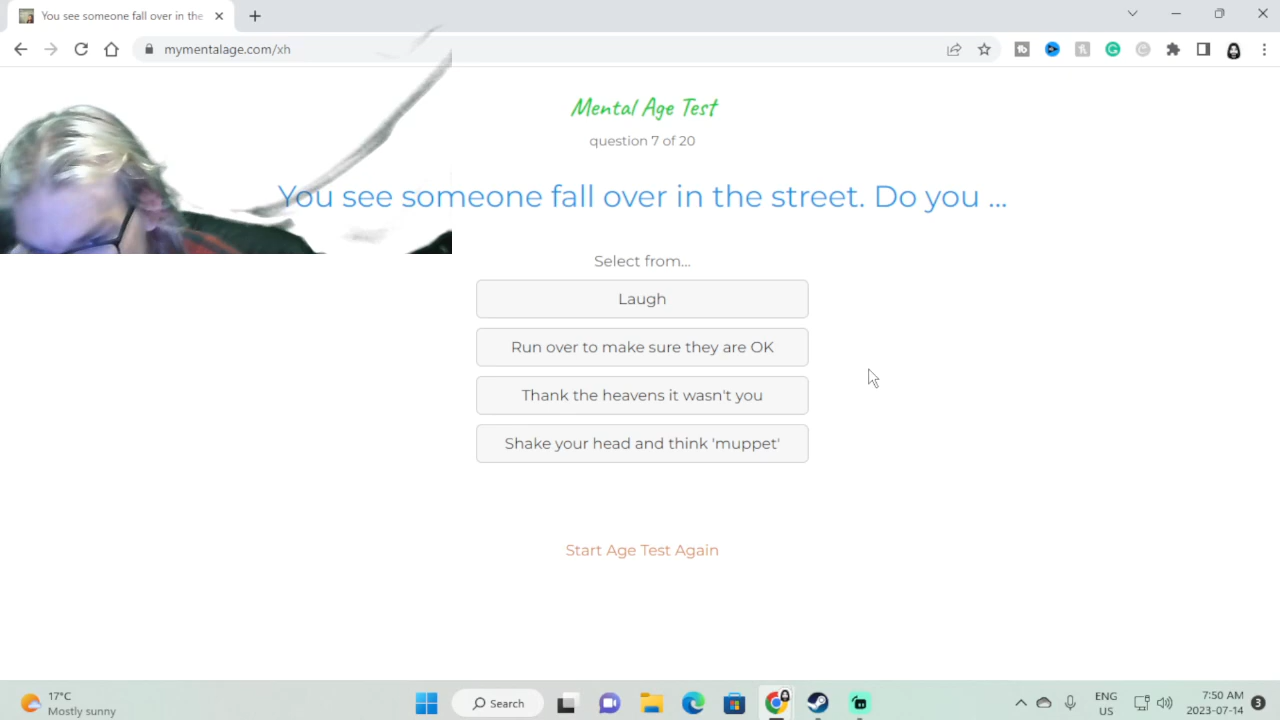 You see someone fall over in the
mymentalage.com/xh
Mental Age Test
question 7 of 20
You see someone fall over in the street. Do you ...
Select from...
Laugh
Run over to make sure they are OK
Thank the heavens it wasn't you
Shake your head and think 'muppet'
Start Age Test Again
17°C
Mostly sunny
Search
ENG
US
7:50 AM
2023-07-14
3